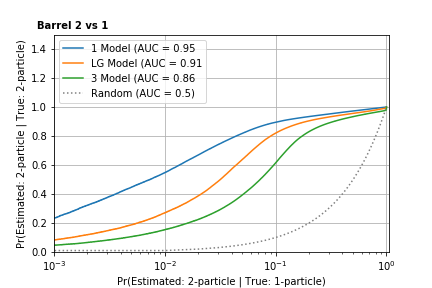 Barrel 2 vs 1
Pr(Estimated: 2-particle | True: 2-particle)
1.4
1.2
1.0
0.8
0.6
0.4
0.2
0.0
1 Model (AUC = 0.95
LG Model (AUC = 0.91
3 Model (AUC = 0.86
Random (AUC = 0.5)
10⁻³ 10⁻² 10⁻¹ 10⁰
Pr(Estimated: 2-particle | True: 1-particle)